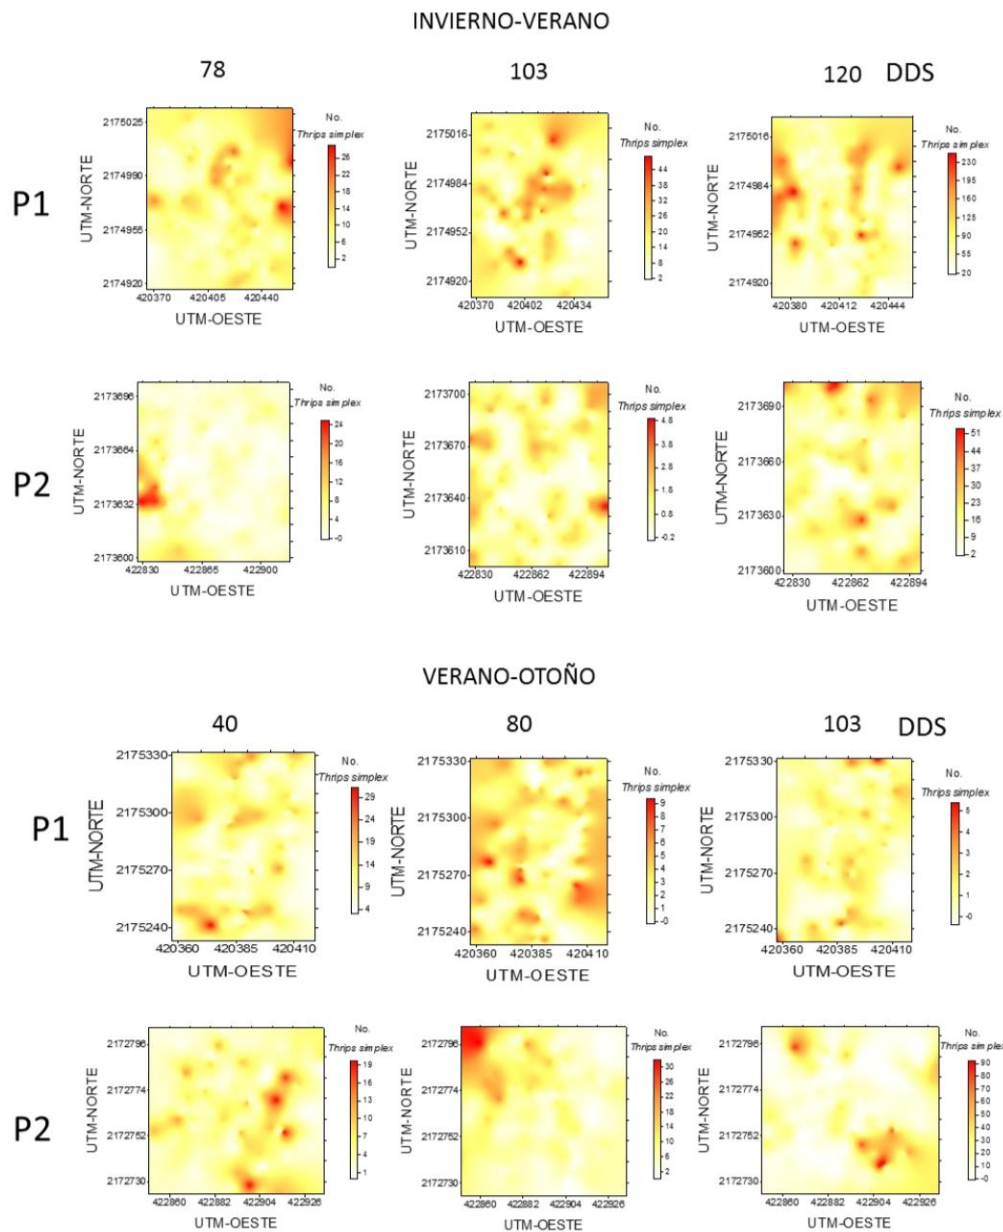 INVIERNO-VERANO
78
103
120 DDS
P1
UTM-NORTE
2175025
2174990
2174955
2174920
420370 420405 420440
UTM-OESTE
No.
Thrips simplex
26
22
18
14
10
6
2
UTM-NORTE
2175016
2174984
2174952
2174920
420370 420402 420434
UTM-OESTE
No.
Thrips simplex
44
38
32
26
20
14
8
2
UTM-NORTE
2175016
2174984
2174952
2174920
420380 420412 420444
UTM-OESTE
No.
Thrips simplex
230
195
160
125
90
55
20
P2
UTM-NORTE
2173696
2173664
2173632
2173600
422830 422865 422900
UTM-OESTE
No.
Thrips simplex
24
20
16
12
8
4
-0
UTM-NORTE
2173700
2173670
2173640
2173610
422830 422862 422894
UTM-OESTE
No.
Thrips simplex
4.8
3.8
2.8
1.8
0.8
-0.2
UTM-NORTE
2173690
2173660
2173630
2173600
422830 422862 422894
UTM-OESTE
No.
Thrips simplex
51
44
37
30
23
16
9
2
VERANO-OTOÑO
40
80
103 DDS
P1
UTM-NORTE
2175330
2175300
2175270
2175240
420360 420385 420410
UTM-OESTE
No.
Thrips simplex
29
24
19
14
9
4
UTM-NORTE
2175330
2175300
2175270
2175240
420360 420385 420410
UTM-OESTE
No.
Thrips simplex
9
8
7
6
5
4
3
2
1
-0
UTM-NORTE
2175330
2175300
2175270
2175240
420360 420385 420410
UTM-OESTE
No.
Thrips simplex
5
4
3
2
1
-0
P2
UTM-NORTE
2172796
2172774
2172752
2172730
422860 422882 422904 422926
UTM-OESTE
No.
Thrips simplex
19
16
13
10
7
4
1
UTM-NORTE
2172796
2172774
2172752
2172730
422860 422882 422904 422926
UTM-OESTE
No.
Thrips simplex
30
26
22
18
14
10
6
2
UTM-NORTE
2172796
2172774
2172752
2172730
422860 422882 422904 422926
UTM-OESTE
No.
Thrips simplex
90
80
70
60
50
40
30
20
10
-0